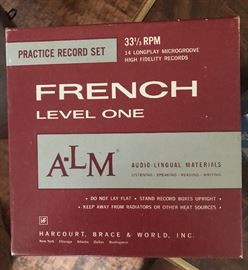 PRACTICE RECORD SET
33 1/3 RPM
14 LONGPLAY MICROGROOVE
HIGH FIDELITY RECORDS
FRENCH
LEVEL ONE
A-LM
AUDIO-LINGUAL MATERIALS
LISTENING - SPEAKING - READING - WRITING
• DO NOT LAY FLAT • STAND RECORD BOXES UPRIGHT •
• KEEP AWAY FROM RADIATORS OR OTHER HEAT SOURCES •
HARCOURT, BRACE & WORLD, INC.
New York Chicago Atlanta Dallas Burlingame